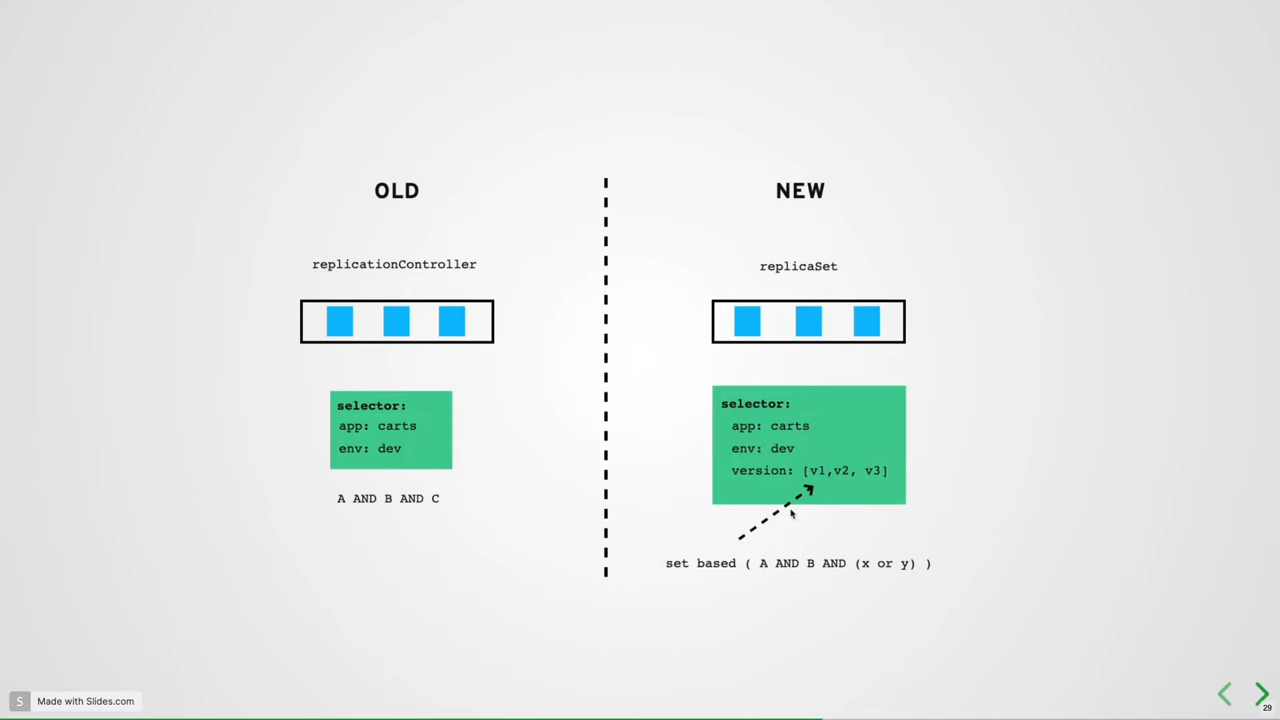 OLD
replicationController
selector:
app: carts
env: dev
A AND B AND C
NEW
replicaSet
selector:
app: carts
env: dev
version: [v1,v2, v3]
set based ( A AND B AND (x or y) )
S Made with Slides.com
29